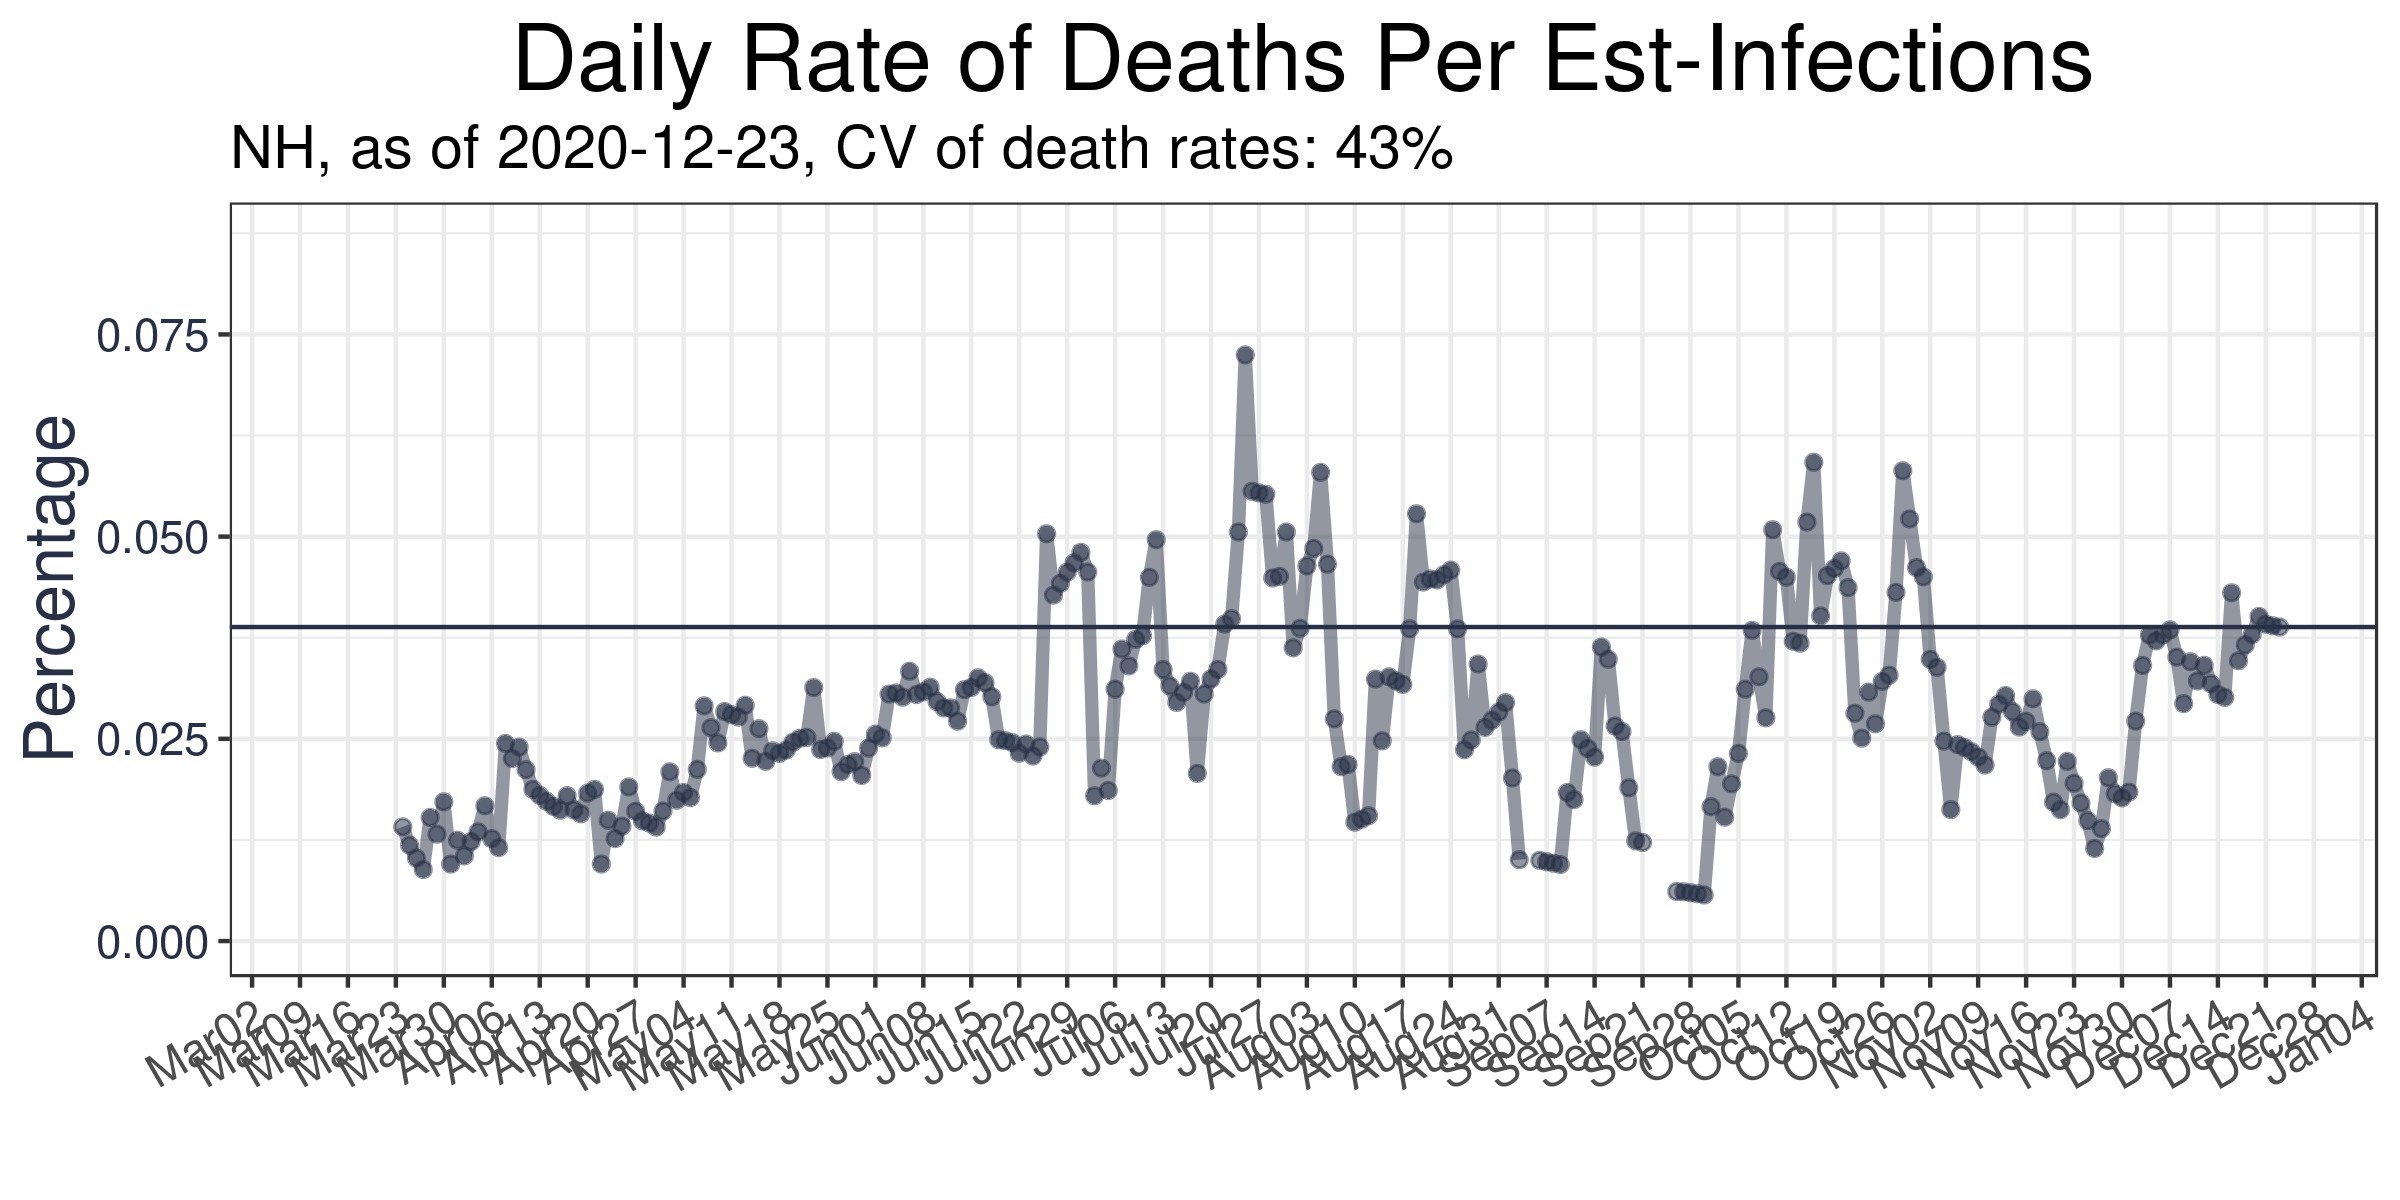 Daily Rate of Deaths Per Est-Infections
NH, as of 2020-12-23, CV of death rates: 43%
Percentage
0.075
0.050
0.025
0.000
Mar02
Mar09
Mar16
Mar23
Mar30
Apr06
Apr13
Apr20
Apr27
May04
May11
May18
May25
Jun01
Jun08
Jun15
Jun22
Jun29
Jul06
Jul13
Jul20
Jul27
Aug03
Aug10
Aug17
Aug24
Aug31
Sep07
Sep14
Sep21
Sep28
Oct05
Oct12
Oct19
Oct26
Nov02
Nov09
Nov16
Nov23
Nov30
Dec07
Dec14
Dec21
Dec28
Jan04